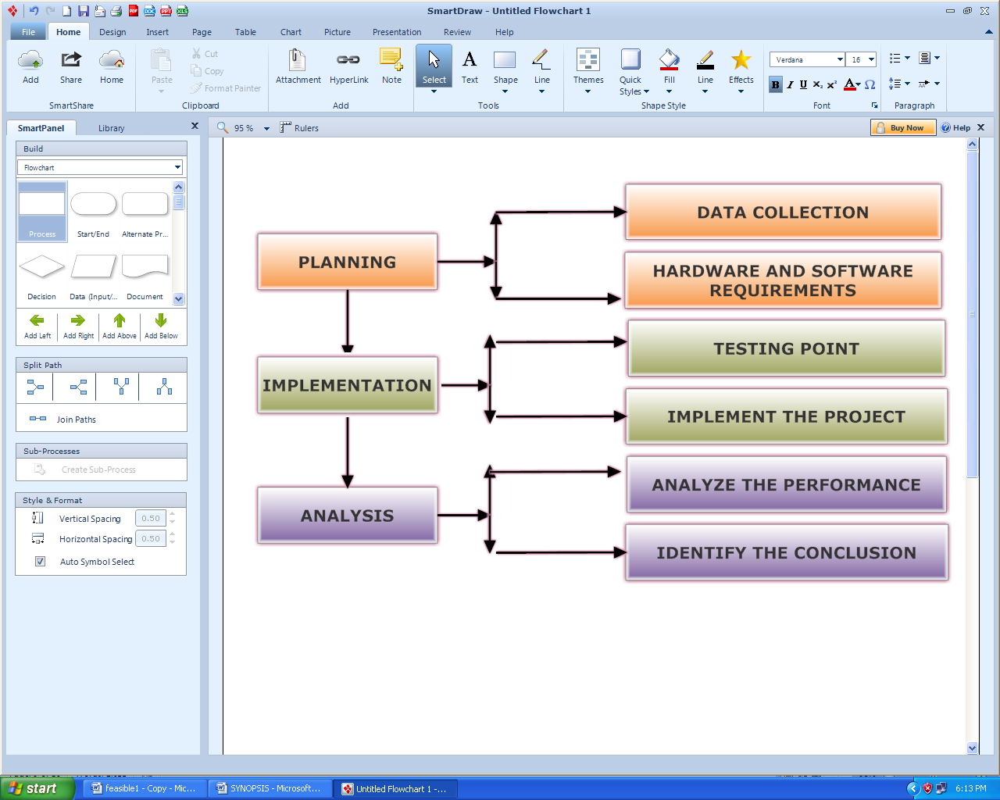 SmartDraw - Untitled Flowchart 1
PDF DOC PPT XLS
File Home Design Insert Page Table Chart Picture Presentation Review Help
Add Share Home
SmartShare
Paste
Cut
Copy
Format Painter
Clipboard
Attachment HyperLink Note
Add
Select Text Shape Line
Tools
Themes Quick Styles Fill Line Effects
Shape Style
Verdana 16
B I U X₂ X² A Ω
Font
Paragraph
SmartPanel Library
95 % Rulers
Buy Now Help
Build
Flowchart
Process Start/End Alternate Pr...
Decision Data (Input/... Document
Add Left Add Right Add Above Add Below
Split Path
Join Paths
Sub-Processes
Create Sub-Process
Style & Format
Vertical Spacing 0.50
Horizontal Spacing 0.50
Auto Symbol Select
PLANNING
DATA COLLECTION
HARDWARE AND SOFTWARE
REQUIREMENTS
IMPLEMENTATION
TESTING POINT
IMPLEMENT THE PROJECT
ANALYSIS
ANALYZE THE PERFORMANCE
IDENTIFY THE CONCLUSION
start feasible1 - Copy - Mic... SYNOPSIS - Microsoft... Untitled Flowchart 1 -... 6:13 PM